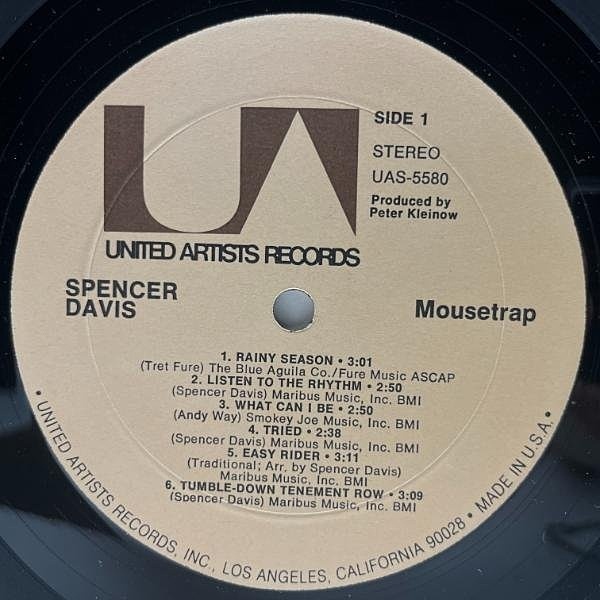 UA
SIDE 1
STEREO
UAS-5580
Produced by
Peter Kleinow
UNITED ARTISTS RECORDS
SPENCER
DAVIS
Mousetrap
1. RAINY SEASON • 3:01
(Tret Fure) The Blue Aguila Co./Fure Music ASCAP
2. LISTEN TO THE RHYTHM • 2:50
(Spencer Davis) Maribus Music, Inc. BMI
3. WHAT CAN I BE • 2:50
(Andy Way) Smokey Joe Music, Inc. BMI
4. TRIED • 2:38
(Spencer Davis) Maribus Music, Inc. BMI
5. EASY RIDER • 3:11
(Traditional; Arr. by Spencer Davis)
Maribus Music, Inc. BMI
6. TUMBLE-DOWN TENEMENT ROW • 3:09
(Spencer Davis) Maribus Music, Inc. BMI
• UNITED ARTISTS RECORDS, INC., LOS ANGELES, CALIFORNIA 90028 • MADE IN U.S.A. •